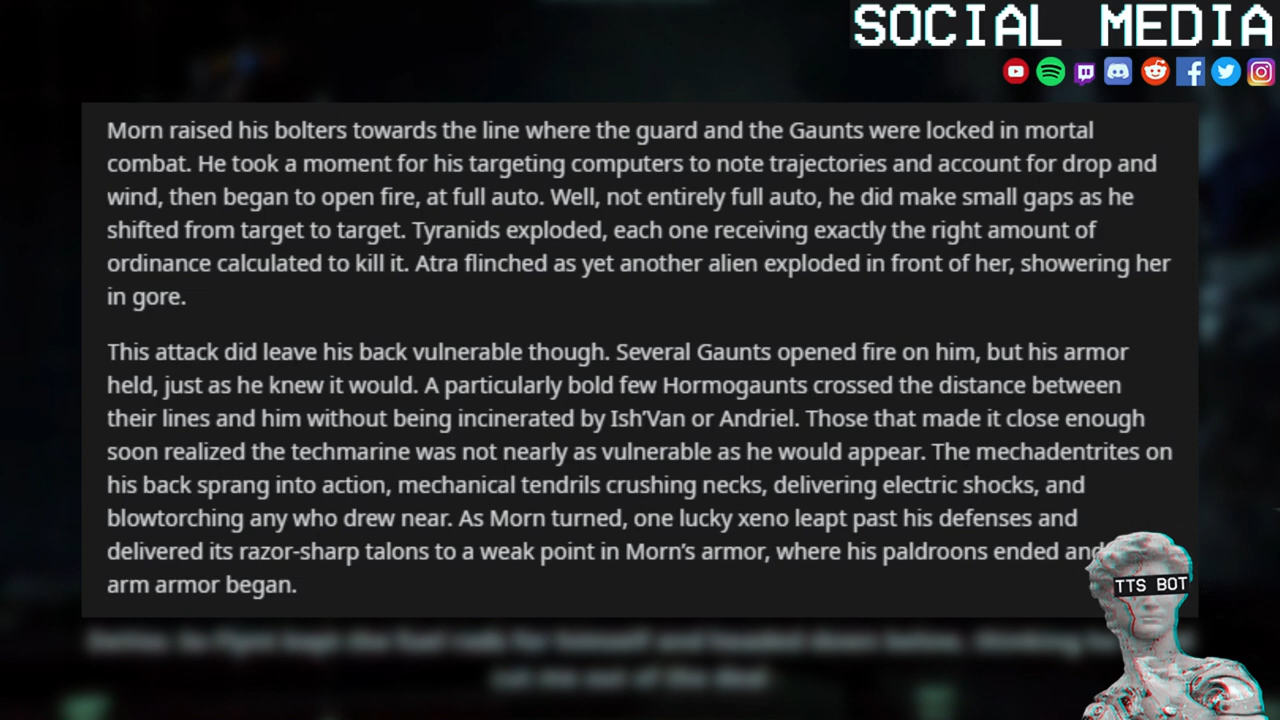 SOCIAL MEDIA
Morn raised his bolters towards the line where the guard and the Gaunts were locked in mortal
combat. He took a moment for his targeting computers to note trajectories and account for drop and
wind, then began to open fire, at full auto. Well, not entirely full auto, he did make small gaps as he
shifted from target to target. Tyranids exploded, each one receiving exactly the right amount of
ordinance calculated to kill it. Atra flinched as yet another alien exploded in front of her, showering her
in gore.
This attack did leave his back vulnerable though. Several Gaunts opened fire on him, but his armor
held, just as he knew it would. A particularly bold few Hormogaunts crossed the distance between
their lines and him without being incinerated by Ish’Van or Andriel. Those that made it close enough
soon realized the techmarine was not nearly as vulnerable as he would appear. The mechadentrites on
his back sprang into action, mechanical tendrils crushing necks, delivering electric shocks, and
blowtorching any who drew near. As Morn turned, one lucky xeno leapt past his defenses and
delivered its razor-sharp talons to a weak point in Morn’s armor, where his paldroons ended and
arm armor began.
TTS BOT